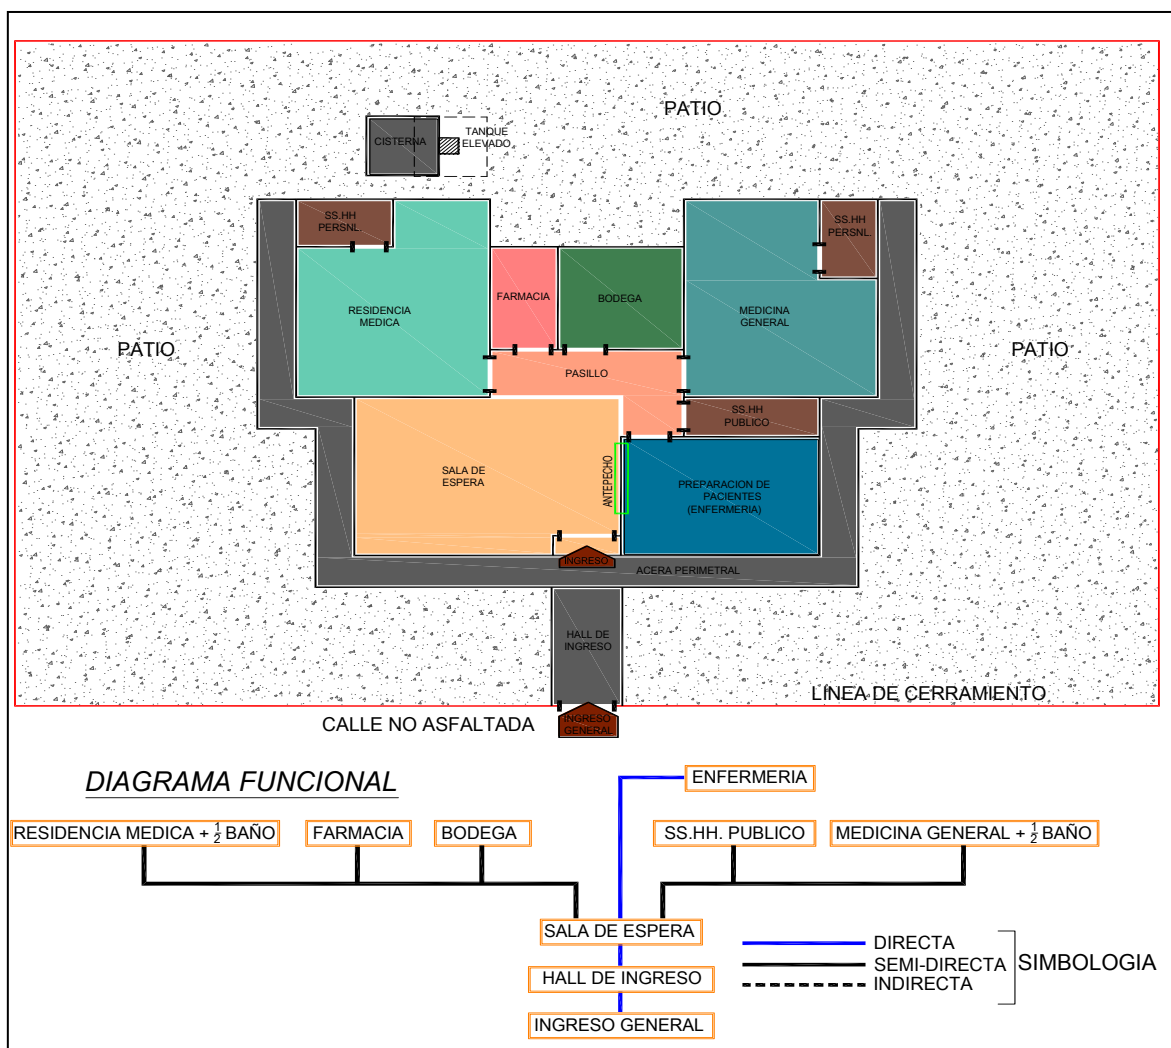 PATIO
TANQUE
ELEVADO
CISTERNA
SS.HH
PERSNL.
SS.HH
PERSNL.
FARMACIA
BODEGA
RESIDENCIA
MEDICA
MEDICINA
GENERAL
PATIO
PATIO
PASILLO
SS.HH
PUBLICO
SALA DE
ESPERA
ANTEPECHO
PREPARACION DE
PACIENTES
(ENFERMERIA)
INGRESO
ACERA PERIMETRAL
HALL DE
INGRESO
LINEA DE CERRAMIENTO
CALLE NO ASFALTADA
INGRESO
GENERAL
DIAGRAMA FUNCIONAL
ENFERMERIA
RESIDENCIA MEDICA + 1/2 BAÑO
FARMACIA
BODEGA
SS.HH. PUBLICO
MEDICINA GENERAL + 1/2 BAÑO
SALA DE ESPERA
HALL DE INGRESO
INGRESO GENERAL
DIRECTA
SEMI-DIRECTA
INDIRECTA
SIMBOLOGIA